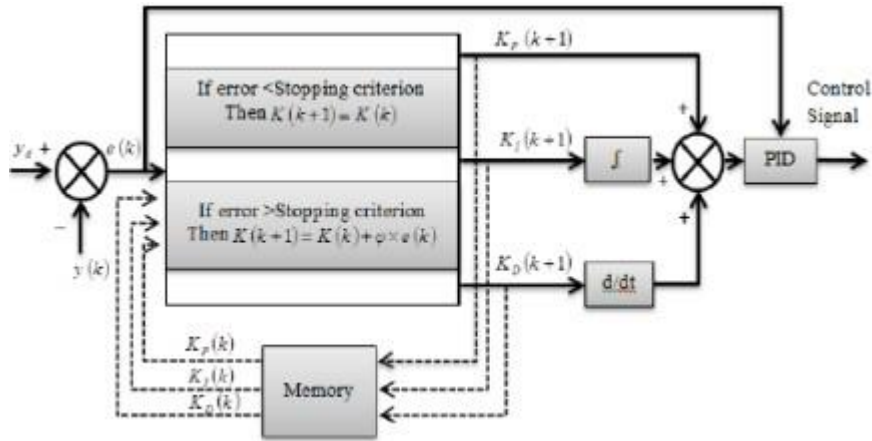 K_P(k+1)
If error <Stopping criterion
Then K(k+1) = K(k)
Control
Signal
+
y_d +
e(k)
K_I(k+1)
∫
+
PID
If error >Stopping criterion
Then K(k+1) = K(k) + φ × e(k)
−
y(k)
+
K_D(k+1)
d/dt
K_P(k)
K_I(k)
K_D(k)
Memory